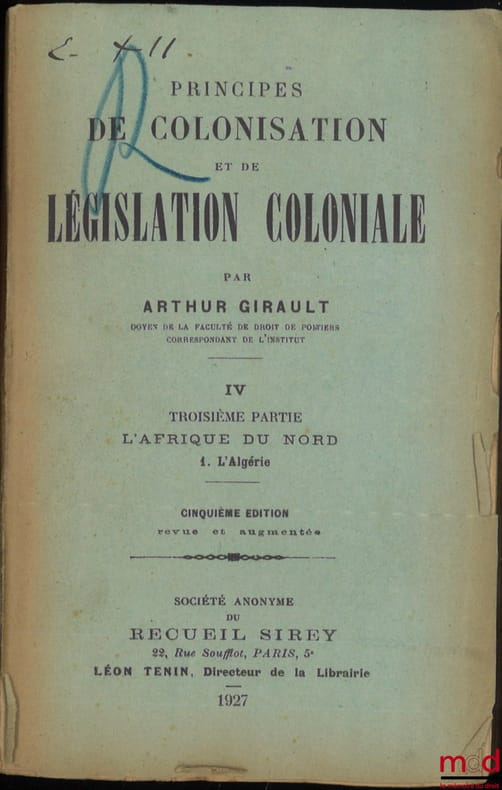 PRINCIPES
DE COLONISATION
ET DE
LÉGISLATION COLONIALE
PAR
ARTHUR GIRAULT
DOYEN DE LA FACULTÉ DE DROIT DE POITIERS
CORRESPONDANT DE L'INSTITUT
IV
TROISIÈME PARTIE
L'AFRIQUE DU NORD
1. L'Algérie
CINQUIÈME EDITION
revue et augmentée
SOCIÉTÉ ANONYME
DU
RECUEIL SIREY
22, Rue Soufflot, PARIS, 5e
LÉON TENIN, Directeur de la Librairie
1927
mdd